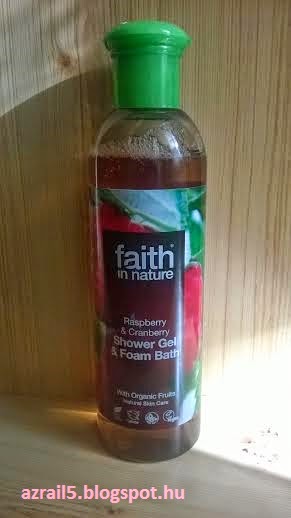 faith
in nature
Raspberry
& Cranberry
Shower Gel
& Foam Bath
With Organic Fruits
Natural Skin Care
azrail5.blogspot.hu